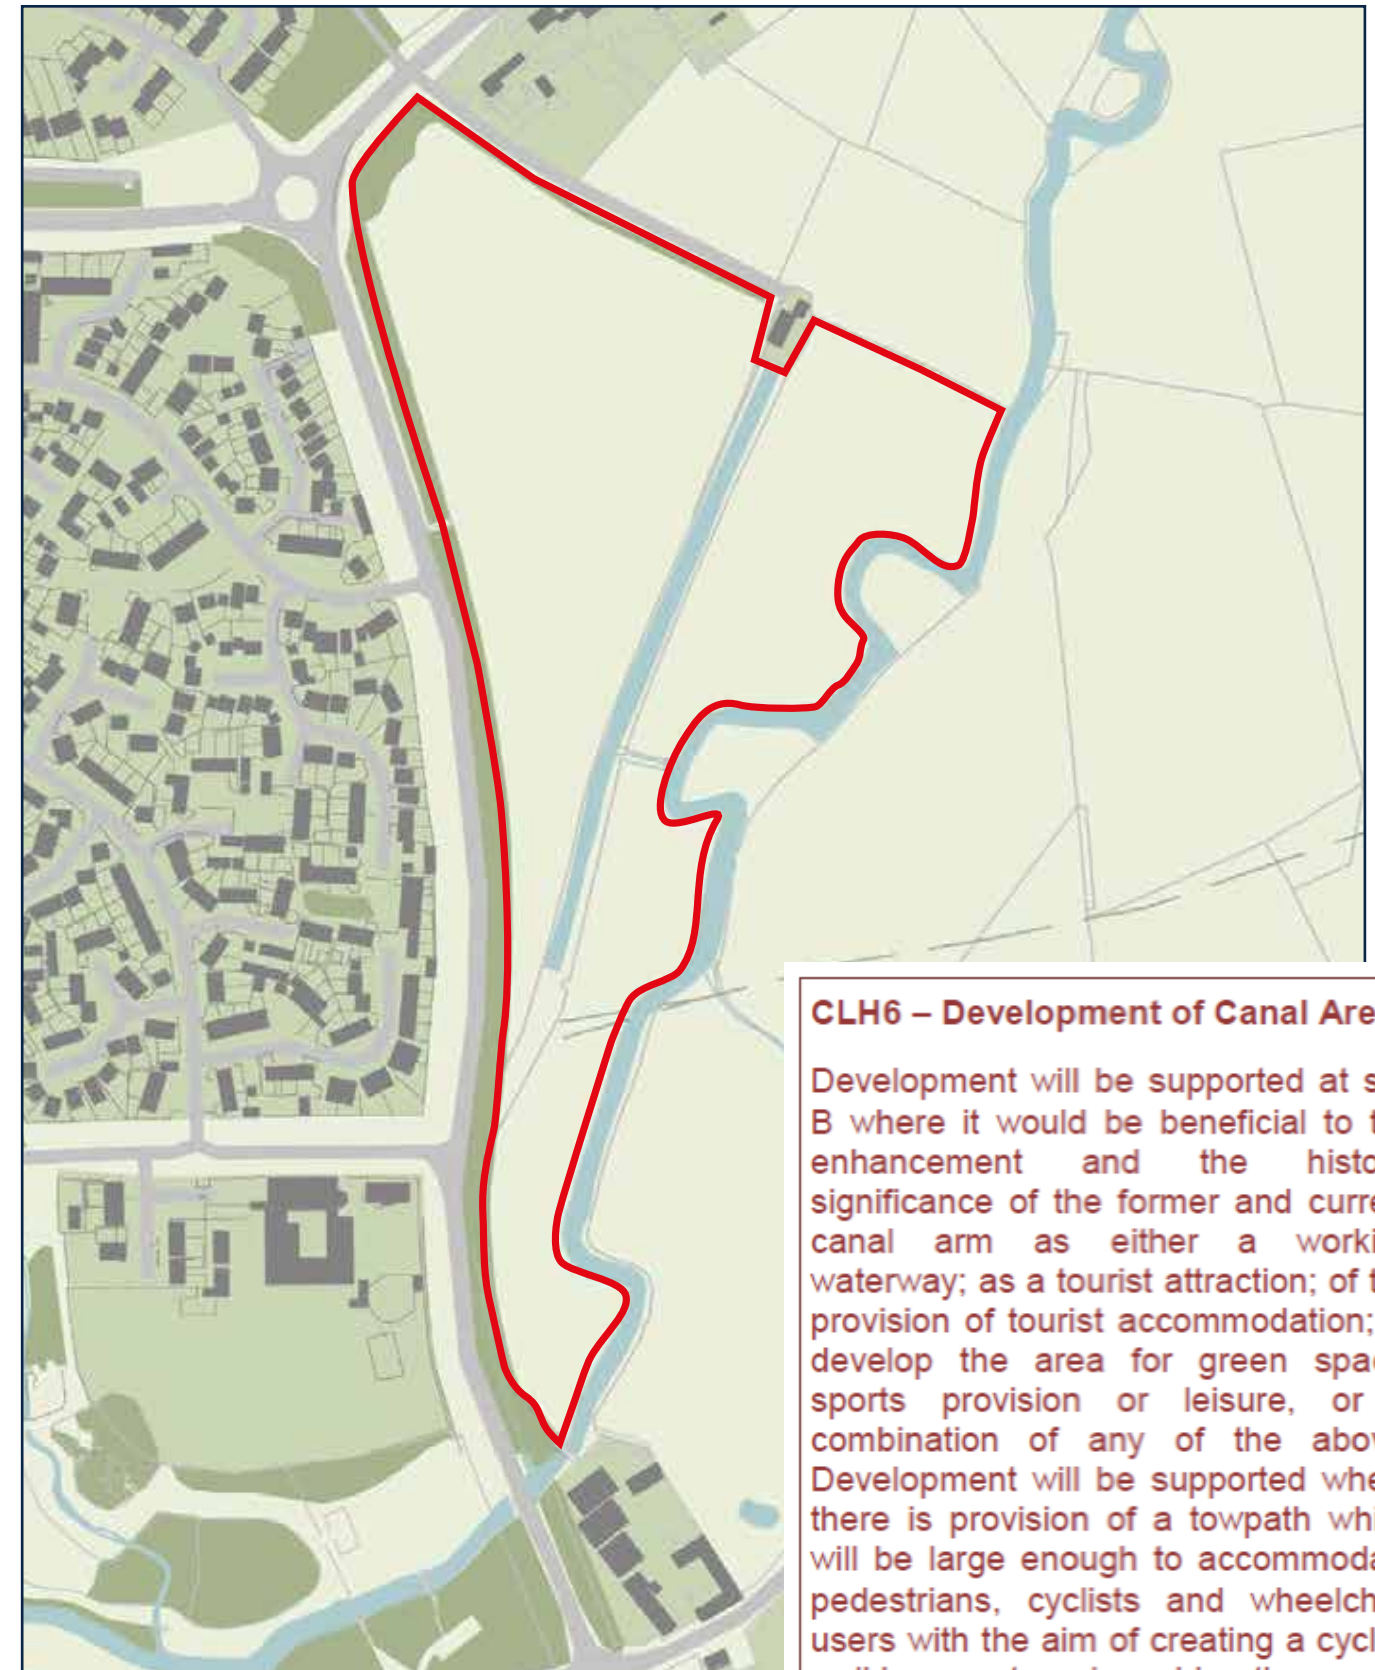 CLH6 – Development of Canal Are
Development will be supported at s
B where it would be beneficial to t
enhancement and the histo
significance of the former and curre
canal arm as either a worki
waterway; as a tourist attraction; of t
provision of tourist accommodation;
develop the area for green spac
sports provision or leisure, or
combination of any of the abov
Development will be supported whe
there is provision of a towpath whi
will be large enough to accommoda
pedestrians, cyclists and wheelch
users with the aim of creating a cycl